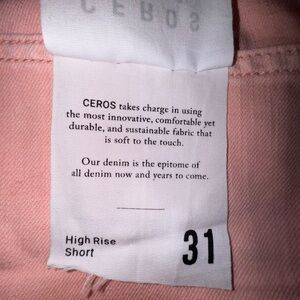 CEROS
CEROS takes charge in using
the most innovative, comfortable yet
durable, and sustainable fabric that
is soft to the touch.
Our denim is the epitome of
all denim now and years to come.
High Rise
Short
31